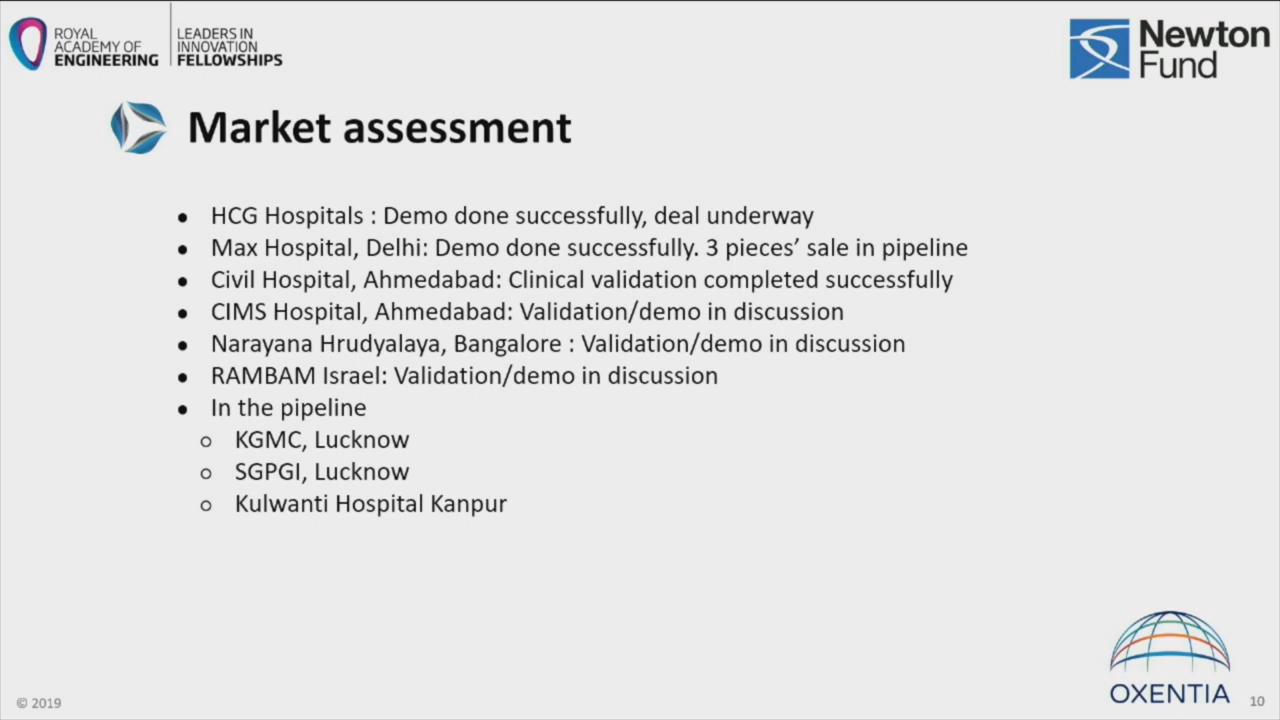 ROYAL
ACADEMY OF
ENGINEERING
LEADERS IN
INNOVATION
FELLOWSHIPS
Newton
Fund
Market assessment
● HCG Hospitals : Demo done successfully, deal underway
● Max Hospital, Delhi: Demo done successfully. 3 pieces’ sale in pipeline
● Civil Hospital, Ahmedabad: Clinical validation completed successfully
● CIMS Hospital, Ahmedabad: Validation/demo in discussion
● Narayana Hrudyalaya, Bangalore : Validation/demo in discussion
● RAMBAM Israel: Validation/demo in discussion
● In the pipeline
○ KGMC, Lucknow
○ SGPGI, Lucknow
○ Kulwanti Hospital Kanpur
OXENTIA
© 2019
10